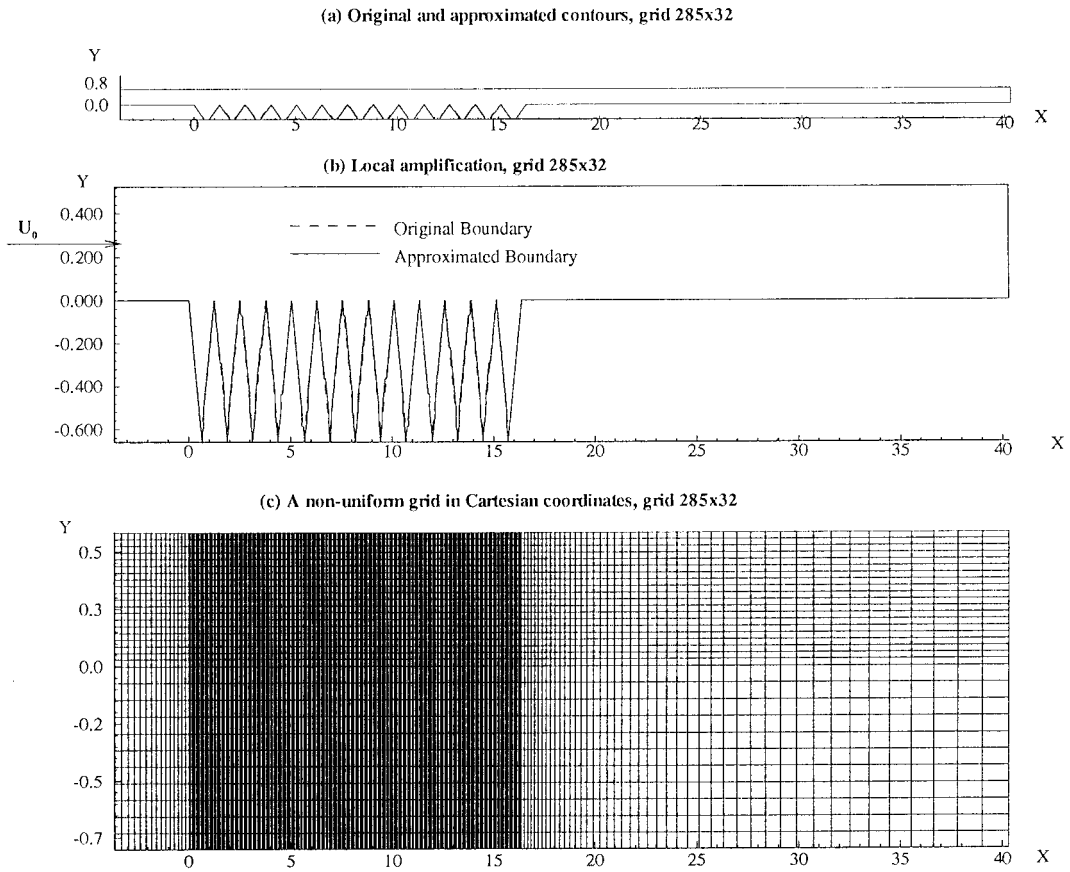 (a) Original and approximated contours, grid 285x32
Y
0.8
0.0
0 5 10 15 20 25 30 35 40
X
(b) Local amplification, grid 285x32
Y
0.400
U₀
0.200
0.000
-0.200
-0.400
-0.600
Original Boundary
Approximated Boundary
0 5 10 15 20 25 30 35 40
X
(c) A non-uniform grid in Cartesian coordinates, grid 285x32
Y
0.5
0.3
0.0
-0.2
-0.5
-0.7
0 5 10 15 20 25 30 35 40
X